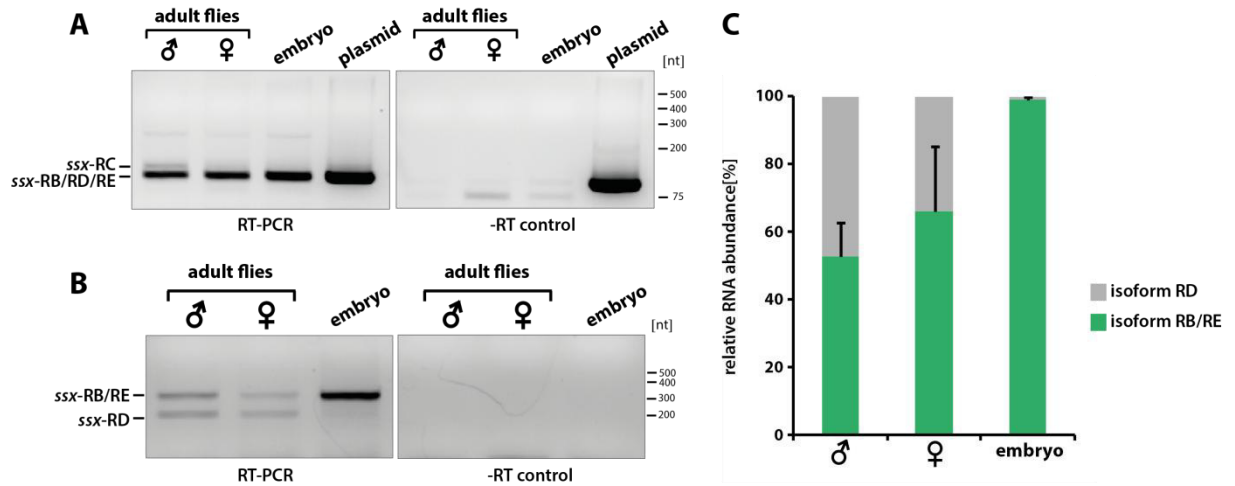 A
adult flies
♂ ♀ embryo plasmid
adult flies
♂ ♀ embryo plasmid
[nt]
500
400
300
200
75
ssx-RC
ssx-RB/RD/RE
RT-PCR
-RT control
B
adult flies
♂ ♀ embryo
adult flies
♂ ♀ embryo
[nt]
500
400
300
200
ssx-RB/RE
ssx-RD
RT-PCR
-RT control
C
relative RNA abundance[%]
100
80
60
40
20
0
♂ ♀ embryo
isoform RD
isoform RB/RE